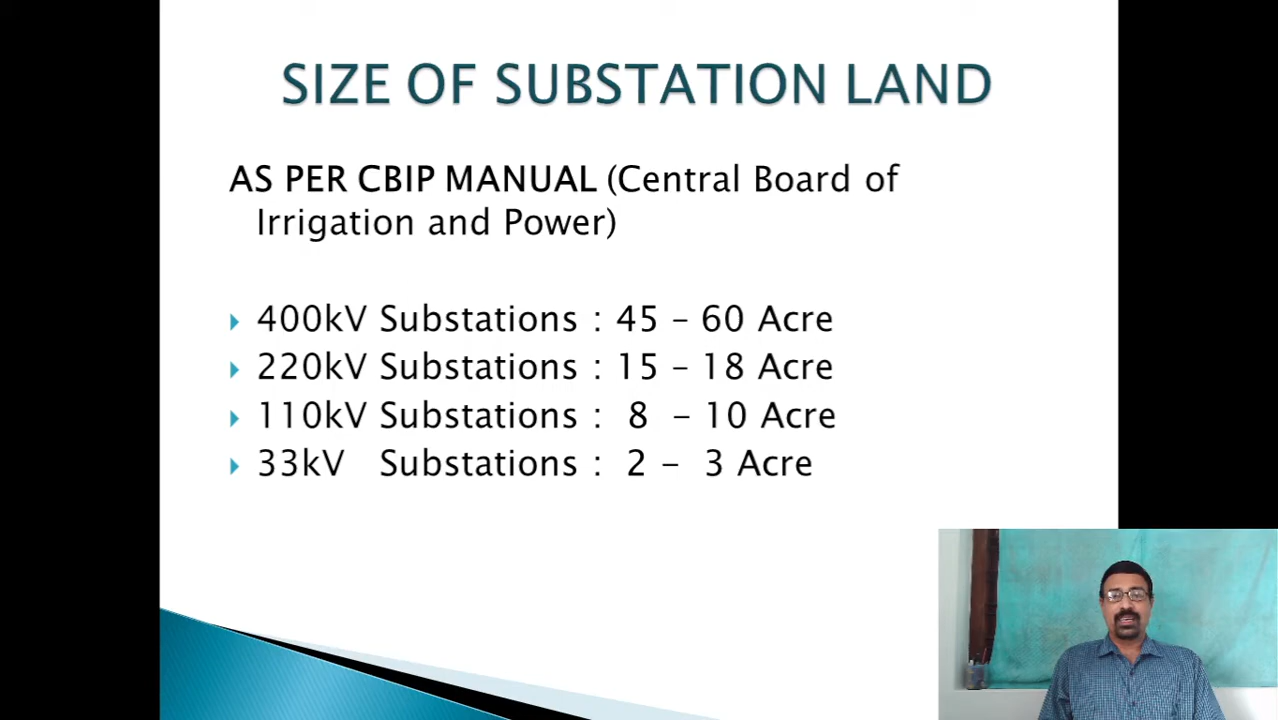 SIZE OF SUBSTATION LAND
AS PER CBIP MANUAL (Central Board of
Irrigation and Power)
400kV Substations : 45 – 60 Acre
220kV Substations : 15 – 18 Acre
110kV Substations : 8 – 10 Acre
33kV Substations : 2 – 3 Acre